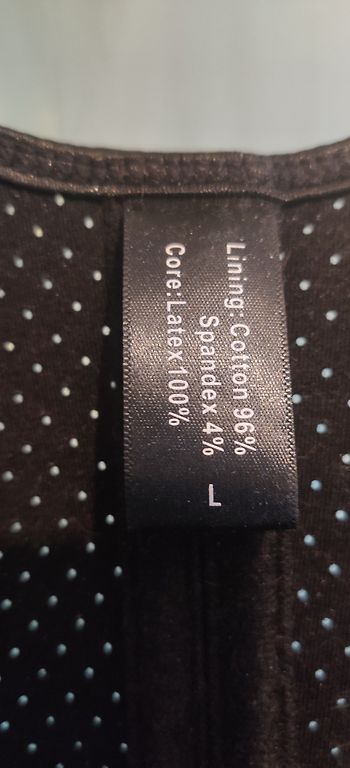 Lining:Cotton 96%
Spandex 4%
Core:Latex100%
L